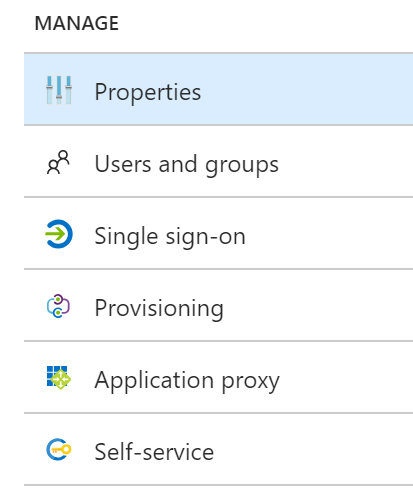 MANAGE
Properties
Users and groups
Single sign-on
Provisioning
Application proxy
Self-service